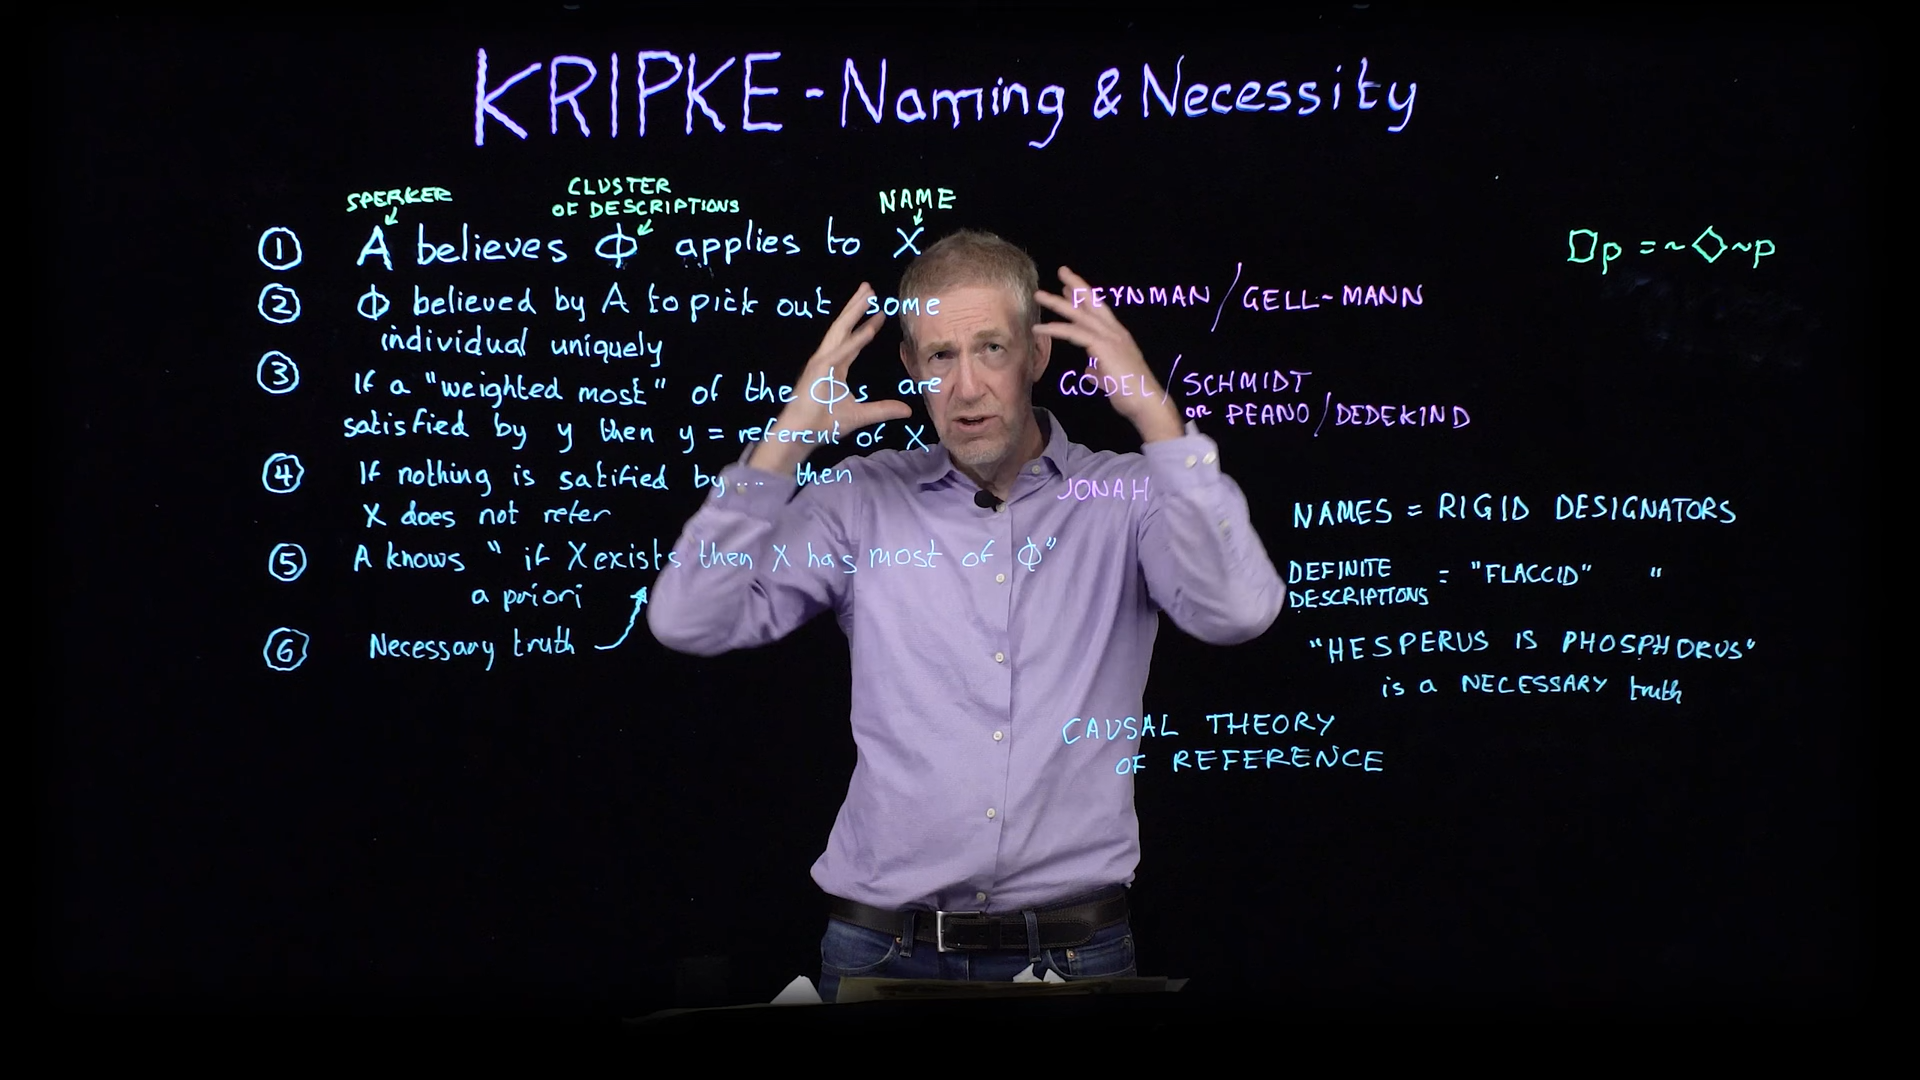 KRIPKE - Naming & Necessity
SPEAKER
CLUSTER
OF DESCRIPTIONS
NAME
① A believes Φ applies to X
② Φ believed by A to pick out some
individual uniquely
③ If a "weighted most" of the Φs are
satisfied by y then y = referent of X
④ If nothing is satified by ... then
X does not refer
⑤ A knows "if X exists then X has most of Φ"
a priori
⑥ Necessary truth
FEYNMAN / GELL-MANN
GÖDEL / SCHMIDT
OR PEANO / DEDEKIND
JONAH
□p = ~◇~p
NAMES = RIGID DESIGNATORS
DEFINITE
DESCRIPTIONS = "FLACCID" "
"HESPERUS IS PHOSPHORUS"
is a NECESSARY truth
CAUSAL THEORY
OF REFERENCE